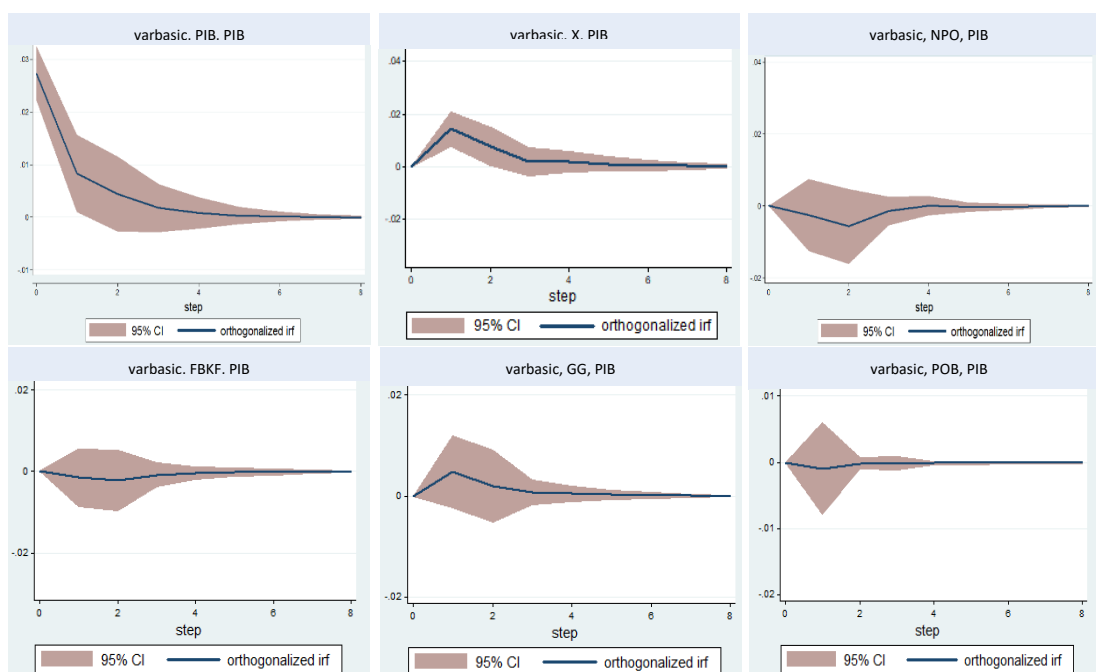 varbasic. PIB. PIB
.03
.02
.01
0
-.01
0 2 4 6 8
step
95% CI orthogonalized irf
varbasic. X. PIB
.04
.02
0
-.02
0 2 4 6 8
step
95% CI orthogonalized irf
varbasic, NPO, PIB
.04
.02
0
-.02
0 2 4 6 8
step
95% CI orthogonalized irf
varbasic. FBKF. PIB
.02
0
-.02
0 2 4 6 8
step
95% CI orthogonalized irf
varbasic, GG, PIB
.02
0
-.02
0 2 4 6 8
step
95% CI orthogonalized irf
varbasic, POB, PIB
.01
0
-.01
-.02
0 2 4 6 8
step
95% CI orthogonalized irf